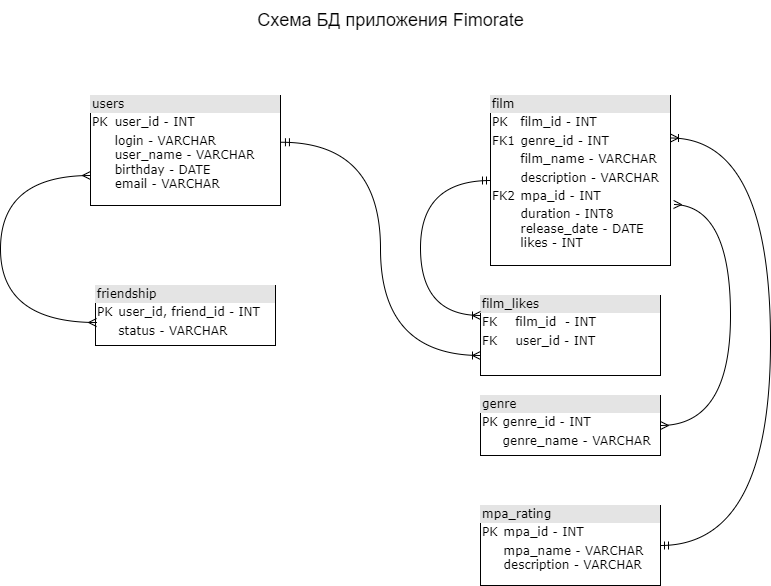 Схема БД приложения Fimorate
users
PK user_id - INT
login - VARCHAR
user_name - VARCHAR
birthday - DATE
email - VARCHAR
friendship
PK user_id, friend_id - INT
status - VARCHAR
film
PK film_id - INT
FK1 genre_id - INT
film_name - VARCHAR
description - VARCHAR
FK2 mpa_id - INT
duration - INT8
release_date - DATE
likes - INT
film_likes
FK film_id - INT
FK user_id - INT
genre
PK genre_id - INT
genre_name - VARCHAR
mpa_rating
PK mpa_id - INT
mpa_name - VARCHAR
description - VARCHAR